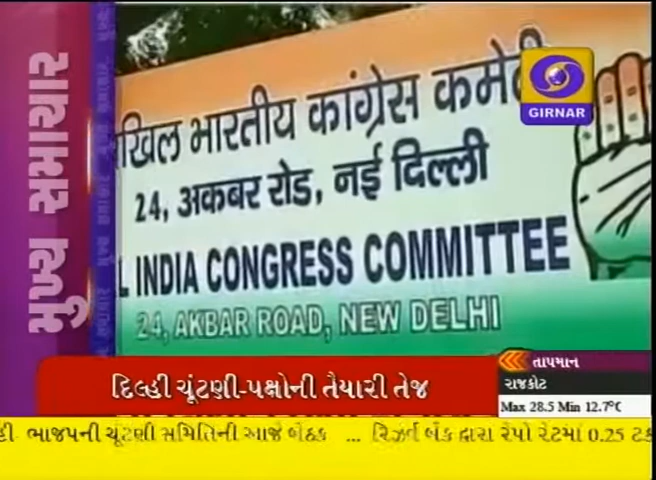 મુખ્ય સમાચાર
GIRNAR
खिल भारतीय कांग्रेस कमेटी
24, अकबर रोड, नई दिल्ली
L INDIA CONGRESS COMMITTEE
24, AKBAR ROAD, NEW DELHI
દિલ્હી ચૂંટણી-પક્ષોની તૈયારી તેજ
તાપમાન
રાજકોટ
Max 28.5 Min 12.7°C
ભાજપની ચૂંટણી સમિતિની આજે બેઠક ... રિઝર્વ બેંક દ્વારા રેપો રેટમાં 0.25